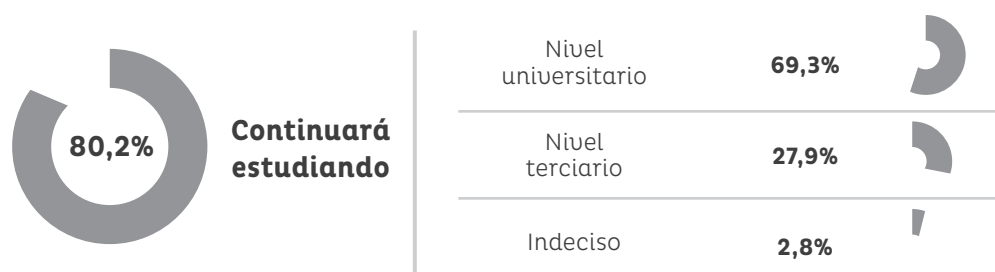 80,2%
Continuará
estudiando
Nivel
universitario
69,3%
Nivel
terciario
27,9%
Indeciso
2,8%